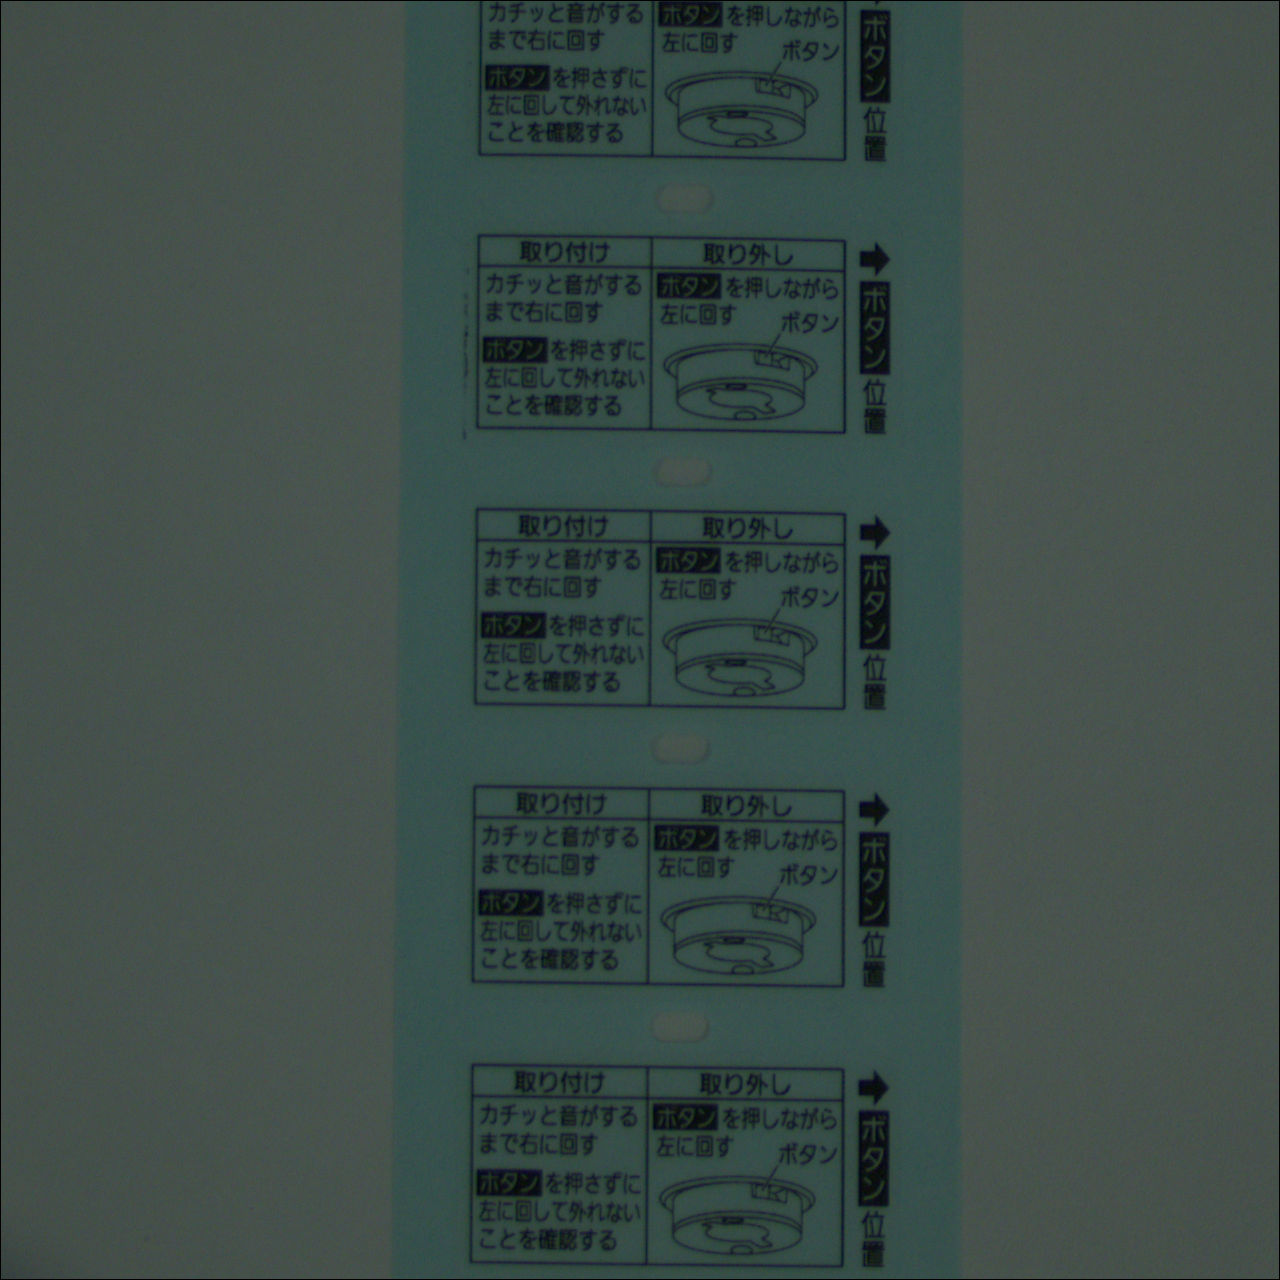 カチッと音がする
まで右に回す
ボタンを押さずに
左に回して外れない
ことを確認する
ボタンを押しながら
左に回す
ボタン
ボタン位置
取り付け
カチッと音がする
まで右に回す
ボタンを押さずに
左に回して外れない
ことを確認する
取り外し
ボタンを押しながら
左に回す
ボタン
➡ボタン位置
取り付け
カチッと音がする
まで右に回す
ボタンを押さずに
左に回して外れない
ことを確認する
取り外し
ボタンを押しながら
左に回す
ボタン
➡ボタン位置
取り付け
カチッと音がする
まで右に回す
ボタンを押さずに
左に回して外れない
ことを確認する
取り外し
ボタンを押しながら
左に回す
ボタン
➡ボタン位置
取り付け
カチッと音がする
まで右に回す
ボタンを押さずに
左に回して外れない
ことを確認する
取り外し
ボタンを押しながら
左に回す
ボタン
➡ボタン位置